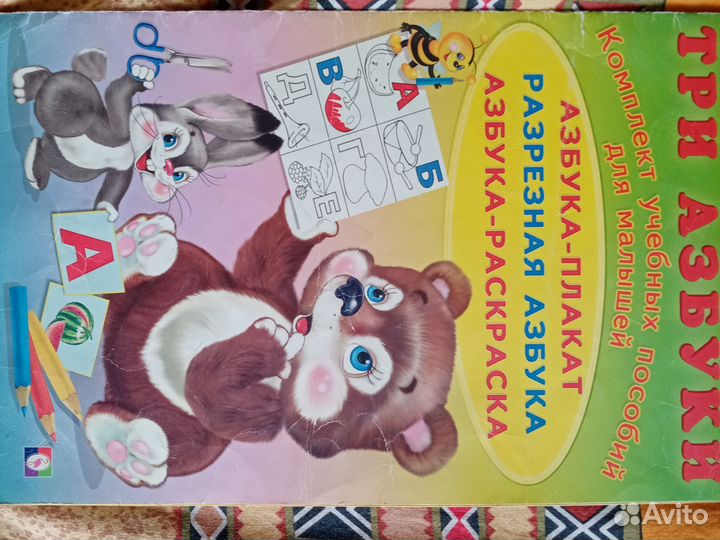 ТРИ АЗБУКИ
Комплект учебных пособий
для малышей
АЗБУКА-ПЛАКАТ
РАЗРЕЗНАЯ АЗБУКА
АЗБУКА-РАСКРАСКА
А Б
В Г
Д Е
А
Avito